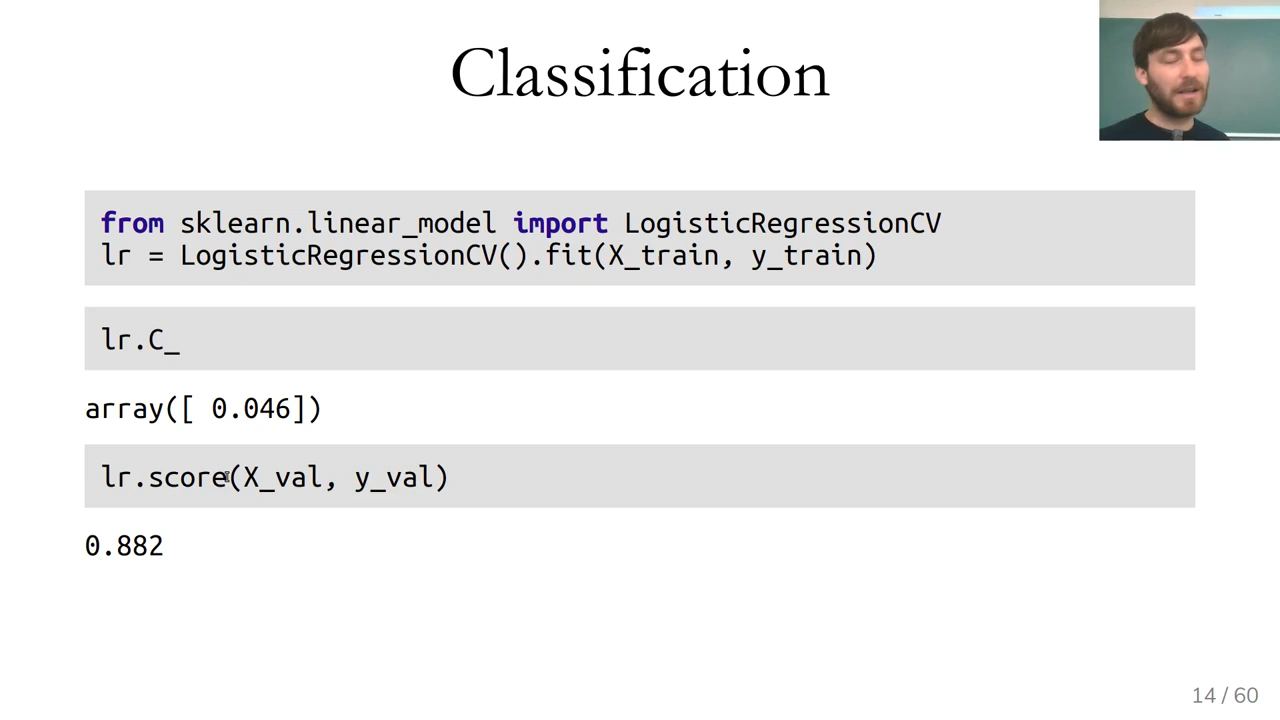 Classification
from sklearn.linear_model import LogisticRegressionCV
lr = LogisticRegressionCV().fit(X_train, y_train)
lr.C_
array([ 0.046])
lr.score(X_val, y_val)
0.882
14 / 60